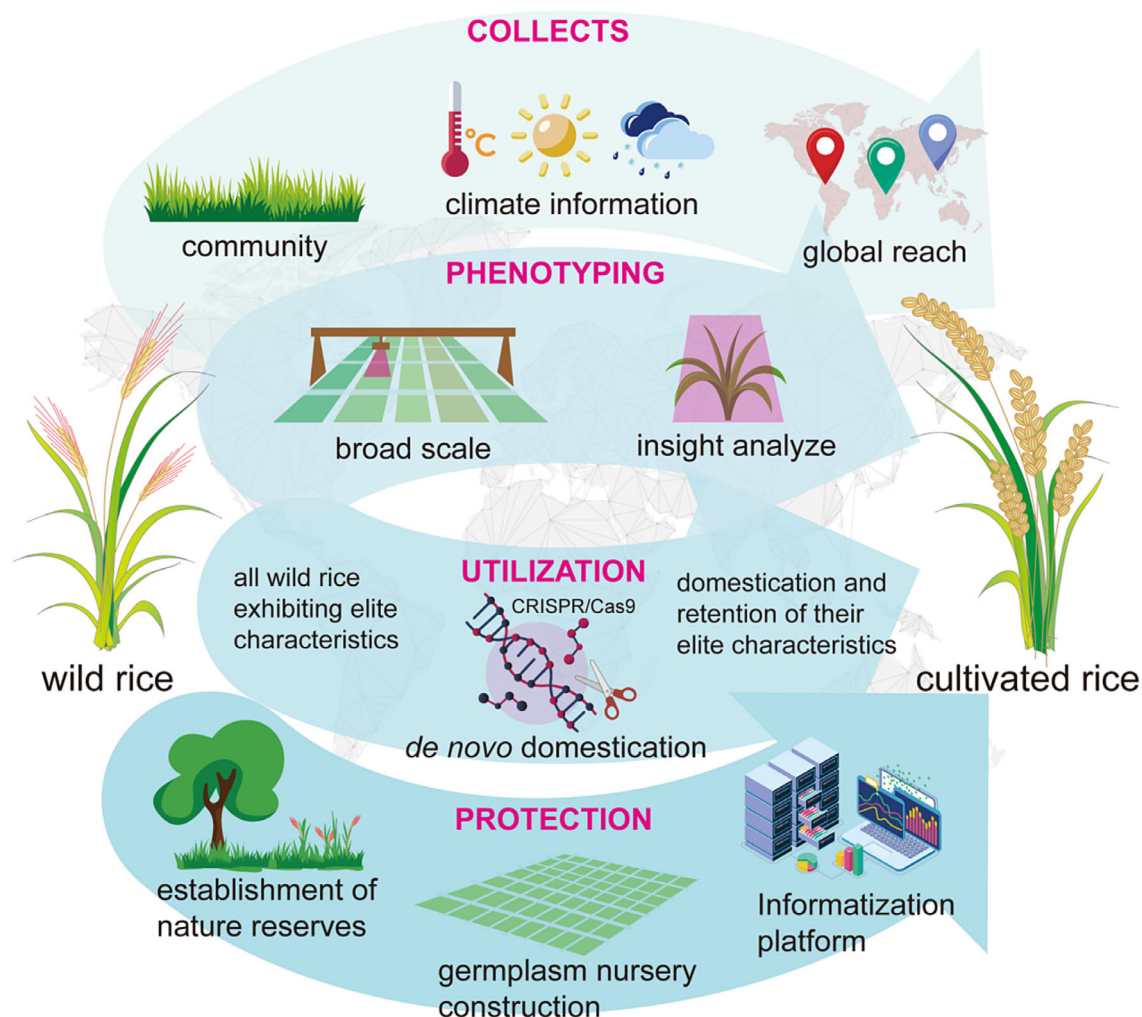 COLLECTS
°C
community
climate information
global reach
PHENOTYPING
broad scale
insight analyze
wild rice
cultivated rice
UTILIZATION
all wild rice
exhibiting elite
characteristics
CRISPR/Cas9
domestication and
retention of their
elite characteristics
de novo domestication
PROTECTION
establishment of
nature reserves
germplasm nursery
construction
Informatization
platform